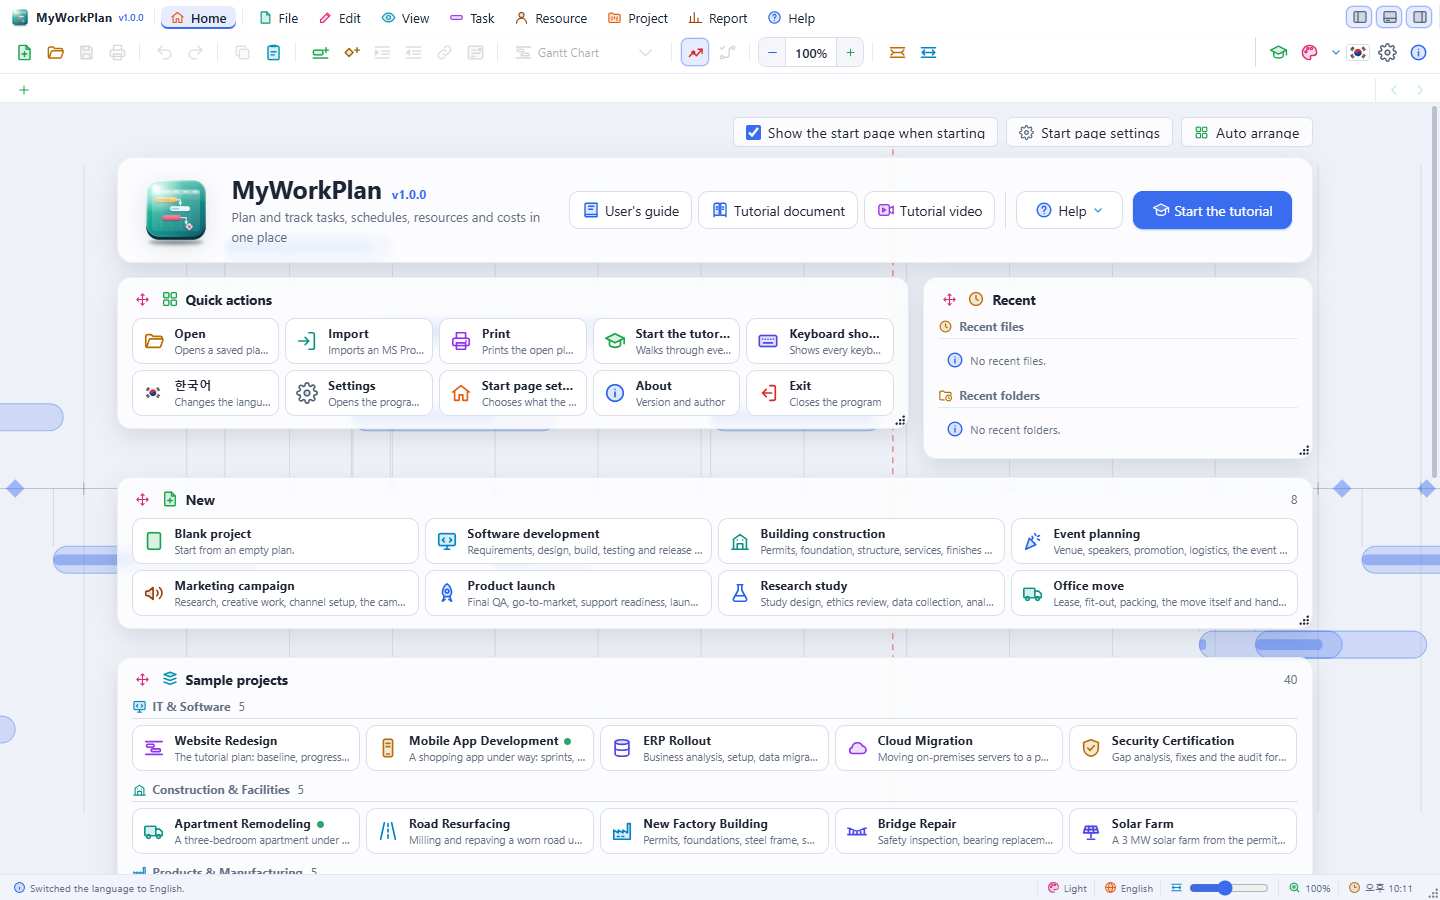 MyWorkPlan v1.0.0
Home
File
Edit
View
Task
Resource
Project
Report
Help
Gantt Chart
100%
Show the start page when starting
Start page settings
Auto arrange
MyWorkPlan v1.0.0
Plan and track tasks, schedules, resources and costs in
one place
User's guide
Tutorial document
Tutorial video
Help
Start the tutorial
Quick actions
Open
Opens a saved pla...
Import
Imports an MS Pro...
Print
Prints the open pl...
Start the tutor...
Walks through eve...
Keyboard sho...
Shows every keyb...
한국어
Changes the langu...
Settings
Opens the progra...
Start page set...
Chooses what the ...
About
Version and author
Exit
Closes the program
Recent
Recent files
No recent files.
Recent folders
No recent folders.
New
8
Blank project
Start from an empty plan.
Software development
Requirements, design, build, testing and release ...
Building construction
Permits, foundation, structure, services, finishes ...
Event planning
Venue, speakers, promotion, logistics, the event ...
Marketing campaign
Research, creative work, channel setup, the cam...
Product launch
Final QA, go-to-market, support readiness, laun...
Research study
Study design, ethics review, data collection, anal...
Office move
Lease, fit-out, packing, the move itself and hand...
Sample projects
40
IT & Software 5
Website Redesign
The tutorial plan: baseline, progress...
Mobile App Development
A shopping app under way: sprints, ...
ERP Rollout
Business analysis, setup, data migra...
Cloud Migration
Moving on-premises servers to a p...
Security Certification
Gap analysis, fixes and the audit for...
Construction & Facilities 5
Apartment Remodeling
A three-bedroom apartment under ...
Road Resurfacing
Milling and repaving a worn road u...
New Factory Building
Permits, foundations, steel frame, s...
Bridge Repair
Safety inspection, bearing replacem...
Solar Farm
A 3 MW solar farm from the permit...
Products & Manufacturing 5
Switched the language to English.
Light
English
100%
오후 10:11